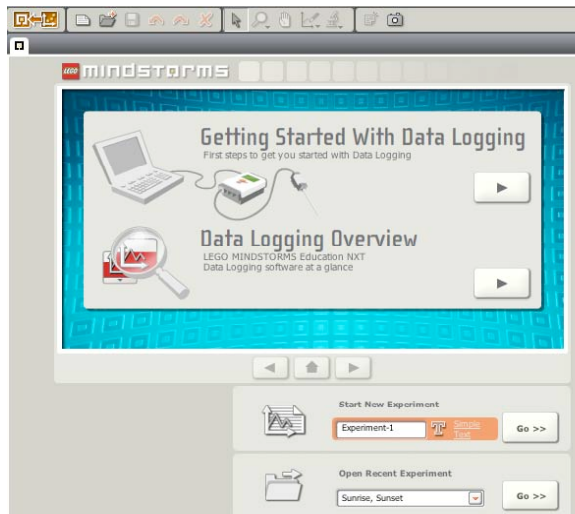 LEGO mindstorms
Getting Started With Data Logging
First steps to get you started with Data Logging
Data Logging Overview
LEGO MINDSTORMS Education NXT
Data Logging software at a glance
Start New Experiment
Experiment-1
T
Simple
Text
Go >>
Open Recent Experiment
Sunrise, Sunset
Go >>